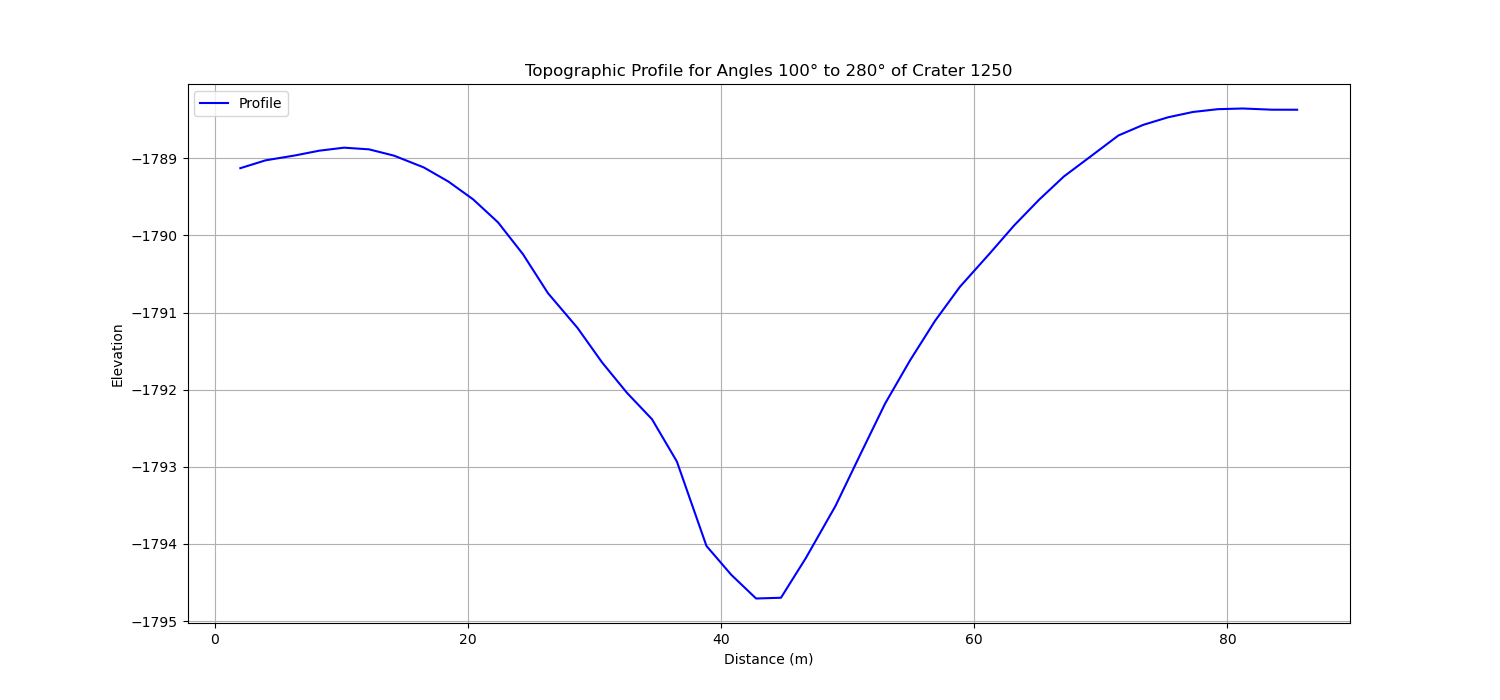 Topographic Profile for Angles 100° to 280° of Crater 1250
Profile
−1789
−1790
−1791
−1792
−1793
−1794
−1795
Elevation
0 20 40 60 80
Distance (m)